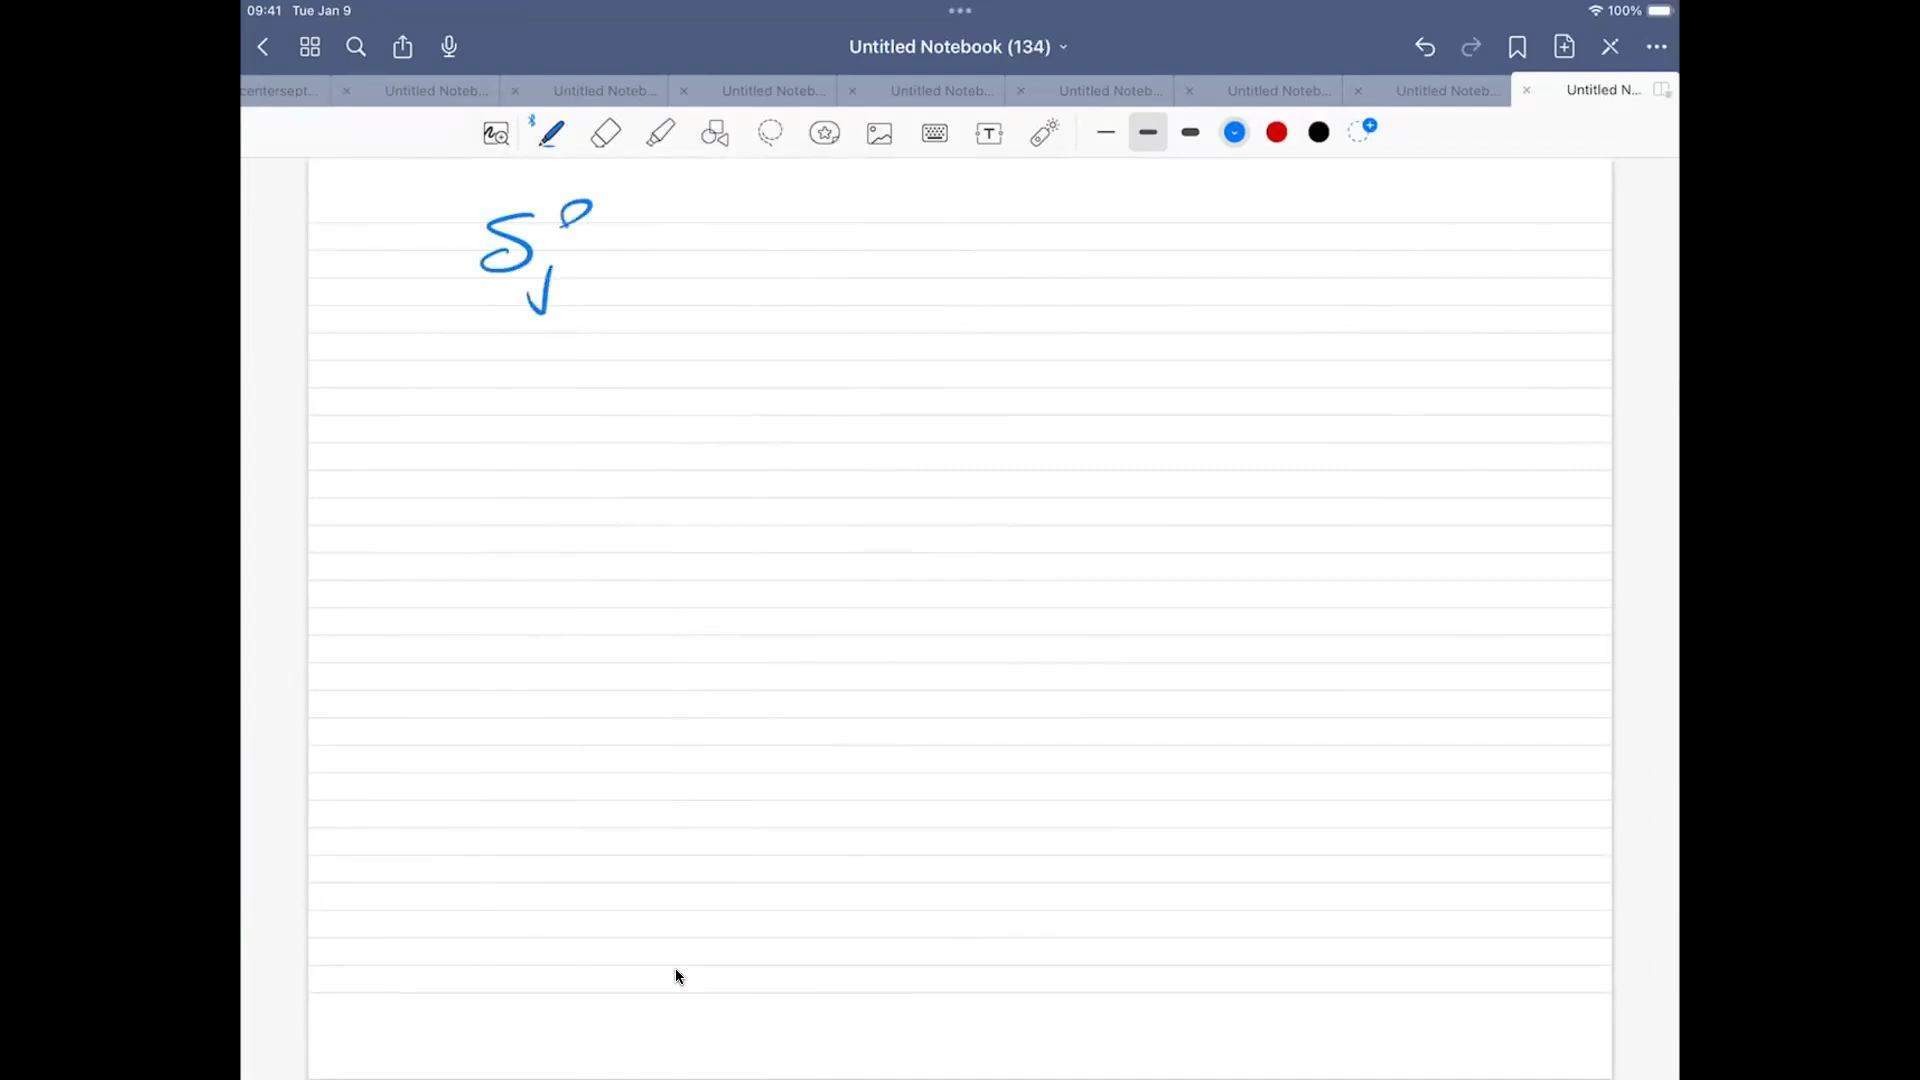 09:41 Tue Jan 9
100%
Untitled Notebook (134)
centersept... Untitled Noteb... Untitled Noteb... Untitled Noteb... Untitled Noteb... Untitled Noteb... Untitled Noteb... Untitled Noteb... Untitled N...
T
S